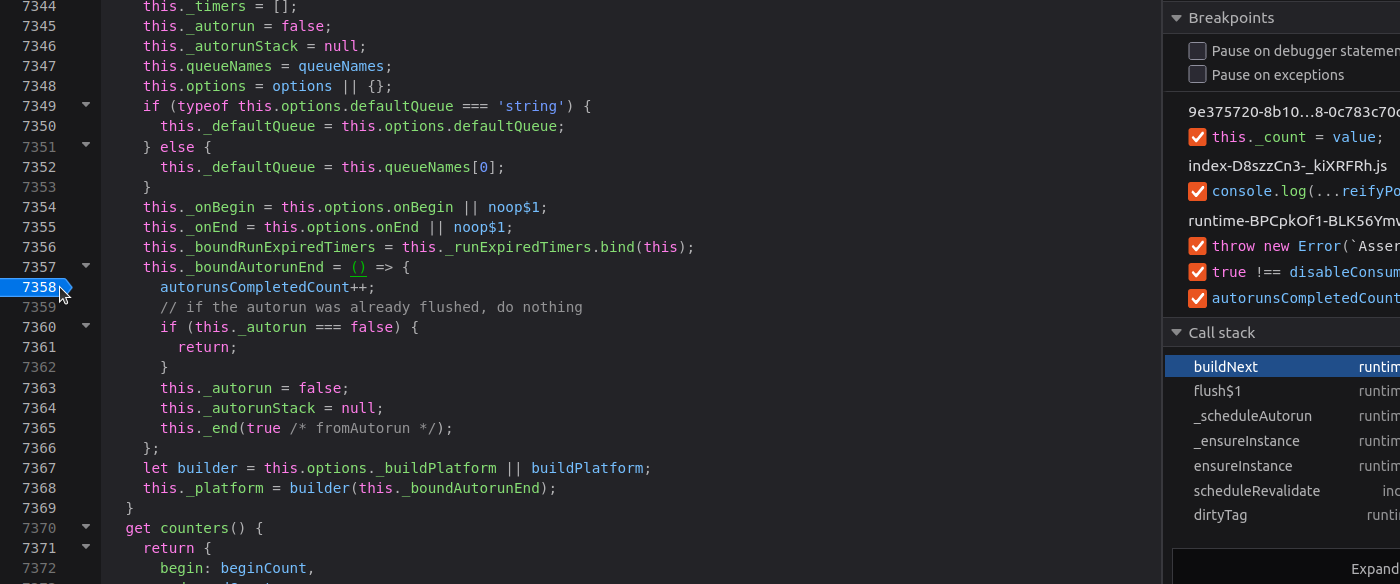 7344 this._timers = [];
7345 this._autorun = false;
7346 this._autorunStack = null;
7347 this.queueNames = queueNames;
7348 this.options = options || {};
7349 if (typeof this.options.defaultQueue === 'string') {
7350 this._defaultQueue = this.options.defaultQueue;
7351 } else {
7352 this._defaultQueue = this.queueNames[0];
7353 }
7354 this._onBegin = this.options.onBegin || noop$1;
7355 this._onEnd = this.options.onEnd || noop$1;
7356 this._boundRunExpiredTimers = this._runExpiredTimers.bind(this);
7357 this._boundAutorunEnd = () => {
7358 autorunsCompletedCount++;
7359 // if the autorun was already flushed, do nothing
7360 if (this._autorun === false) {
7361 return;
7362 }
7363 this._autorun = false;
7364 this._autorunStack = null;
7365 this._end(true /* fromAutorun */);
7366 };
7367 let builder = this.options._buildPlatform || buildPlatform;
7368 this._platform = builder(this._boundAutorunEnd);
7369 }
7370 get counters() {
7371 return {
7372 begin: beginCount,
Breakpoints
Pause on debugger statemen
Pause on exceptions
9e375720-8b10...8-0c783c70c
this._count = value;
index-D8szzCn3-_kiXRFRh.js
console.log(...reifyPo
runtime-BPCpkOf1-BLK56Ymv
throw new Error(`Asser
true !== disableConsum
autorunsCompletedCount
Call stack
buildNext runtim
flush$1 runtim
_scheduleAutorun runtim
_ensureInstance runtim
ensureInstance runtim
scheduleRevalidate inc
dirtyTag runti
Expand